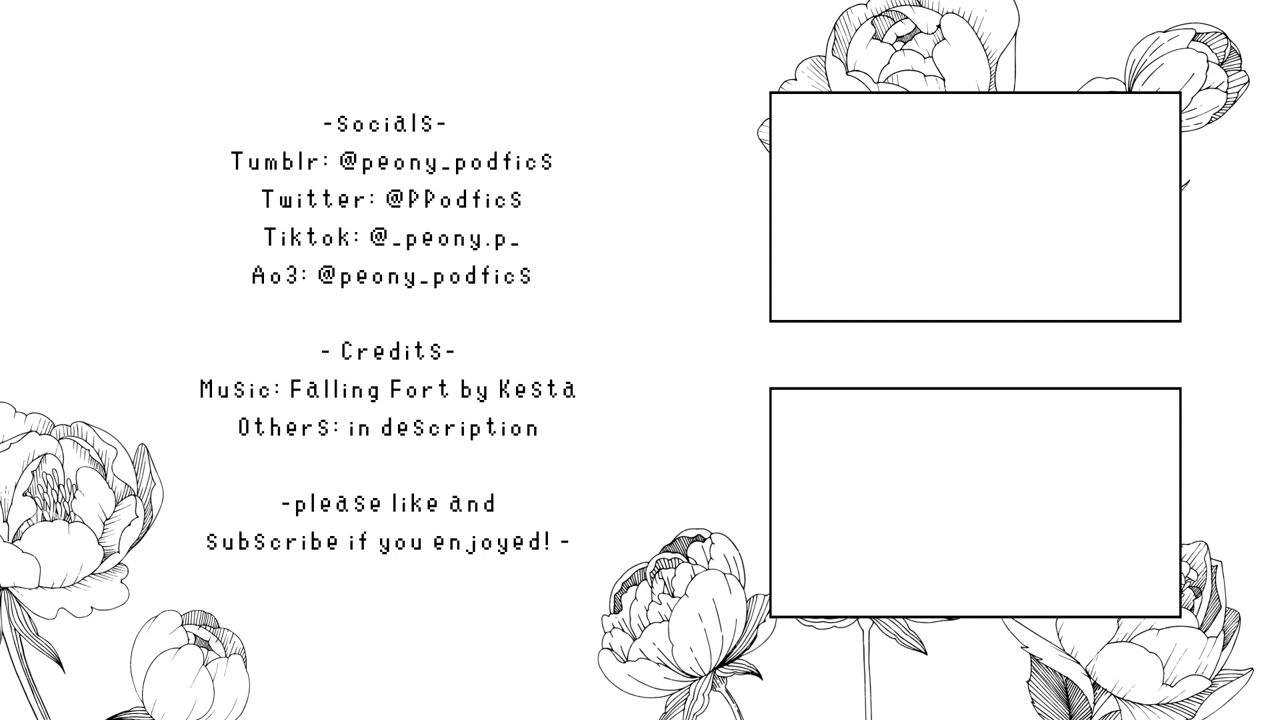 -Socials-
Tumblr: @peony_podfics
Twitter: @PPodfics
Tiktok: @_peony.p_
Ao3: @peony_podfics
- Credits-
Music: Falling Fort by Kesta
Others: in description
-please like and
subscribe if you enjoyed! -